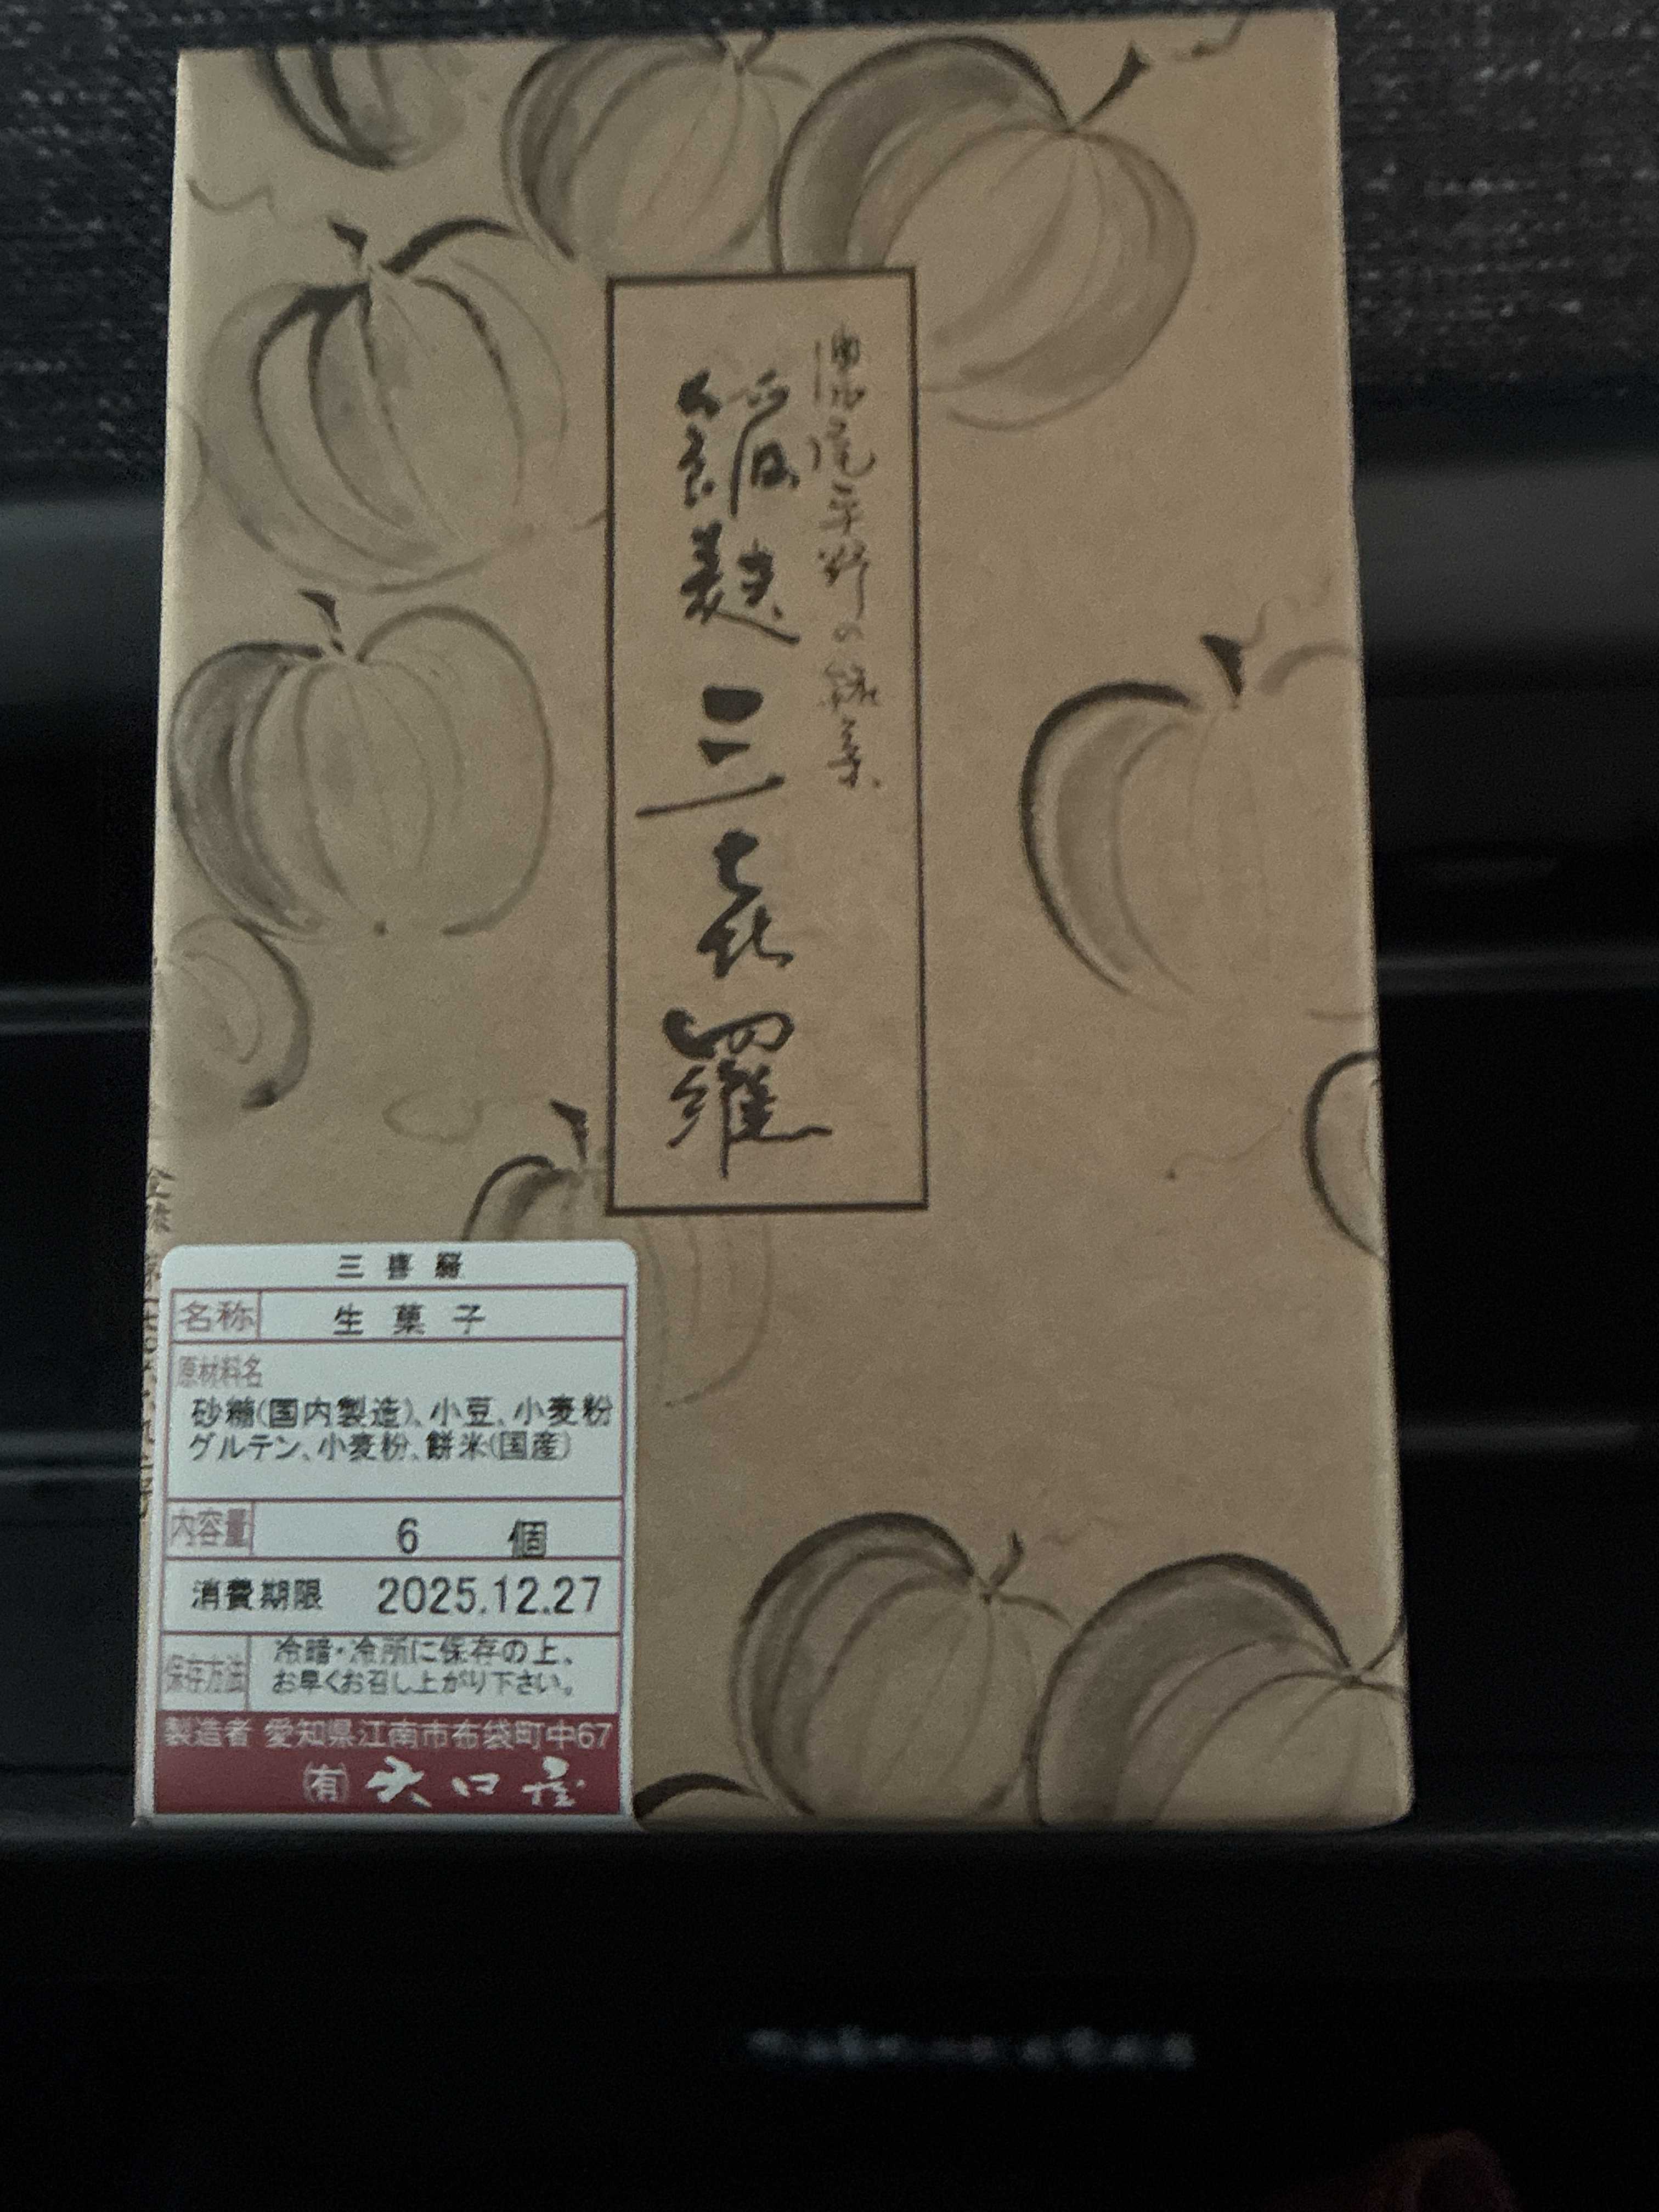 濃尾平野の銘菓
餡麩三喜羅
三喜羅
名称 生菓子
原材料名
砂糖(国内製造)、小豆、小麦粉
グルテン、小麦粉、餅米(国産)
内容量 6 個
消費期限 2025.12.27
保存方法 冷暗・冷所に保存の上、
お早くお召し上がり下さい。
製造者 愛知県江南市布袋町中67
㈲大口屋